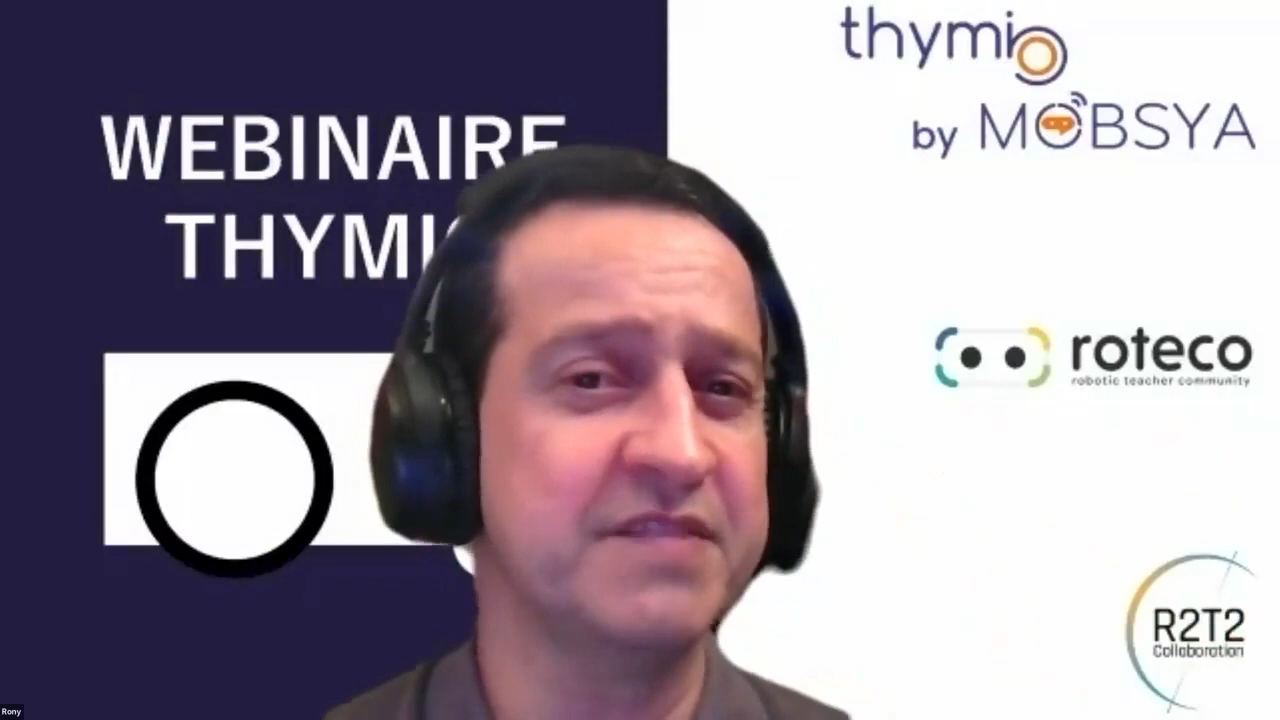 WEBINAIRE
THYMI
thymio
by MOBSYA
roteco
robotic teacher community
R2T2
Collaboration
Rony